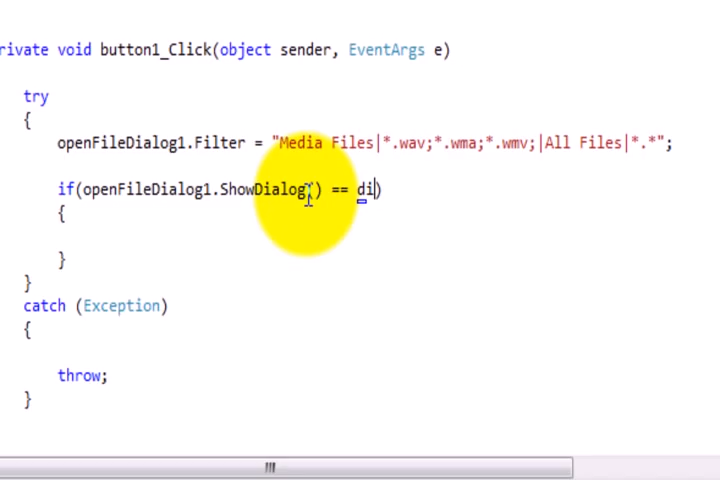 rivate void button1_Click(object sender, EventArgs e)
try
{
openFileDialog1.Filter = "Media Files|*.wav;*.wma;*.wmv;|All Files|*.*";
if(openFileDialog1.ShowDialog() == di)
{
}
}
catch (Exception)
{
throw;
}